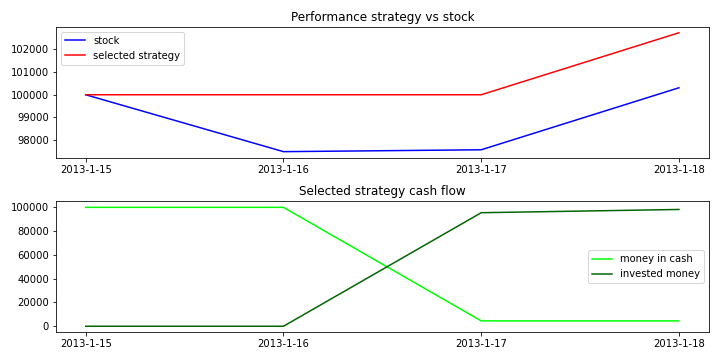 Performance strategy vs stock
stock
selected strategy
102000
101000
100000
99000
98000
2013-1-15 2013-1-16 2013-1-17 2013-1-18
Selected strategy cash flow
100000
80000
60000
40000
20000
0
money in cash
invested money
2013-1-15 2013-1-16 2013-1-17 2013-1-18